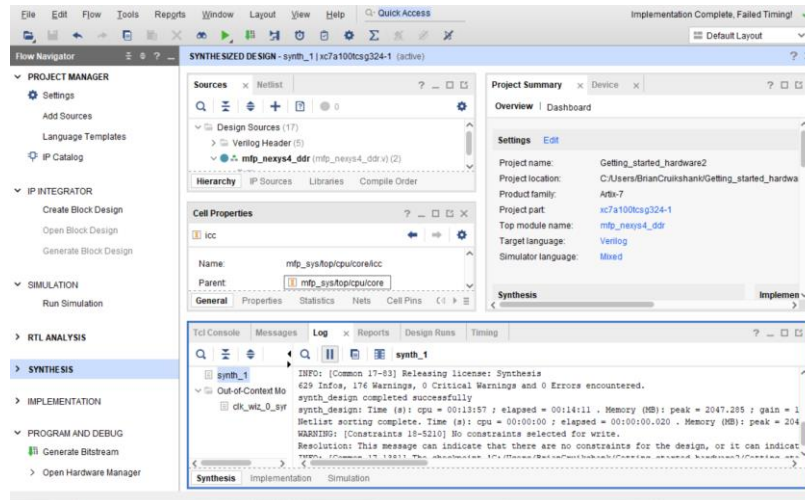 File Edit Flow Tools Reports Window Layout View Help Quick Access Implementation Complete, Failed Timing!
Default Layout
Flow Navigator
SYNTHESIZED DESIGN - synth_1 | xc7a100tcsg324-1 (active)
PROJECT MANAGER
Settings
Add Sources
Language Templates
IP Catalog
IP INTEGRATOR
Create Block Design
Open Block Design
Generate Block Design
SIMULATION
Run Simulation
RTL ANALYSIS
SYNTHESIS
IMPLEMENTATION
PROGRAM AND DEBUG
Generate Bitstream
Open Hardware Manager
Sources Netlist
0
Design Sources (17)
Verilog Header (5)
mfp_nexys4_ddr (mfp_nexys4_ddr.v) (2)
Hierarchy IP Sources Libraries Compile Order
Cell Properties
icc
Name: mfp_sys/top/cpu/core/icc
Parent: mfp_sys/top/cpu/core
General Properties Statistics Nets Cell Pins
Project Summary Device
Overview | Dashboard
Settings Edit
Project name: Getting_started_hardware2
Project location: C:/Users/BrianCruikshank/Getting_started_hardwa
Product family: Artix-7
Project part: xc7a100tcsg324-1
Top module name: mfp_nexys4_ddr
Target language: Verilog
Simulator language: Mixed
Synthesis Implemen
Tcl Console Messages Log Reports Design Runs Timing
synth_1
synth_1
Out-of-Context Mo
clk_wiz_0_syn
INFO: [Common 17-83] Releasing license: Synthesis
629 Infos, 176 Warnings, 0 Critical Warnings and 0 Errors encountered.
synth_design completed successfully
synth_design: Time (s): cpu = 00:13:57 ; elapsed = 00:14:11 . Memory (MB): peak = 2047.285 ; gain = 1
Netlist sorting complete. Time (s): cpu = 00:00:00 ; elapsed = 00:00:00.020 . Memory (MB): peak = 204
WARNING: [Constraints 18-5210] No constraints selected for write.
Resolution: This message can indicate that there are no constraints for the design, or it can indicat
Synthesis Implementation Simulation